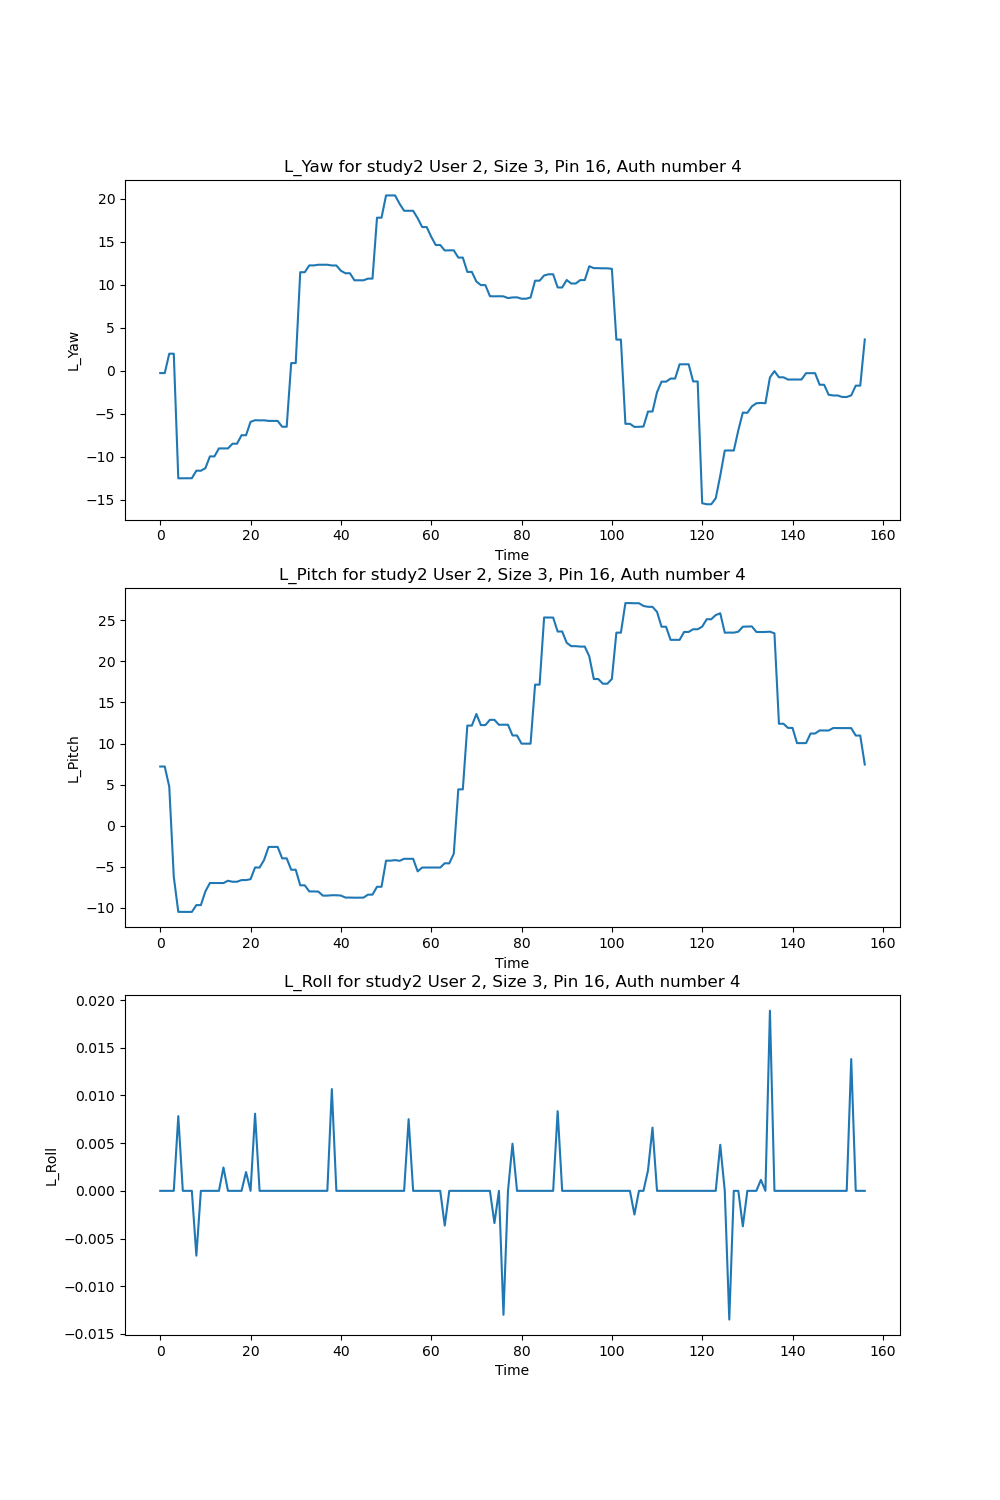 L_Yaw for study2 User 2, Size 3, Pin 16, Auth number 4
20
15
10
5
0
−5
−10
−15
L_Yaw
0 20 40 60 80 100 120 140 160
Time
L_Pitch for study2 User 2, Size 3, Pin 16, Auth number 4
25
20
15
10
5
0
−5
−10
L_Pitch
0 20 40 60 80 100 120 140 160
Time
L_Roll for study2 User 2, Size 3, Pin 16, Auth number 4
0.020
0.015
0.010
0.005
0.000
−0.005
−0.010
−0.015
L_Roll
0 20 40 60 80 100 120 140 160
Time